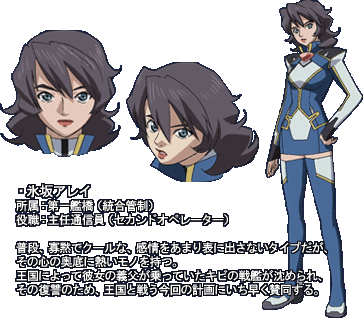 ・氷坂アレイ
所属：第一艦橋（統合管制）
役職：主任通信員（セカンドオペレーター）
普段、寡黙でクールな、感情をあまり表に出さないタイプだが、
その心の奥底に熱いモノを持つ。
王国によって彼女の義父が乗っていたキビの戦艦が沈められ、
その復讐のため、王国と戦う今回の計画にいち早く賛同する。